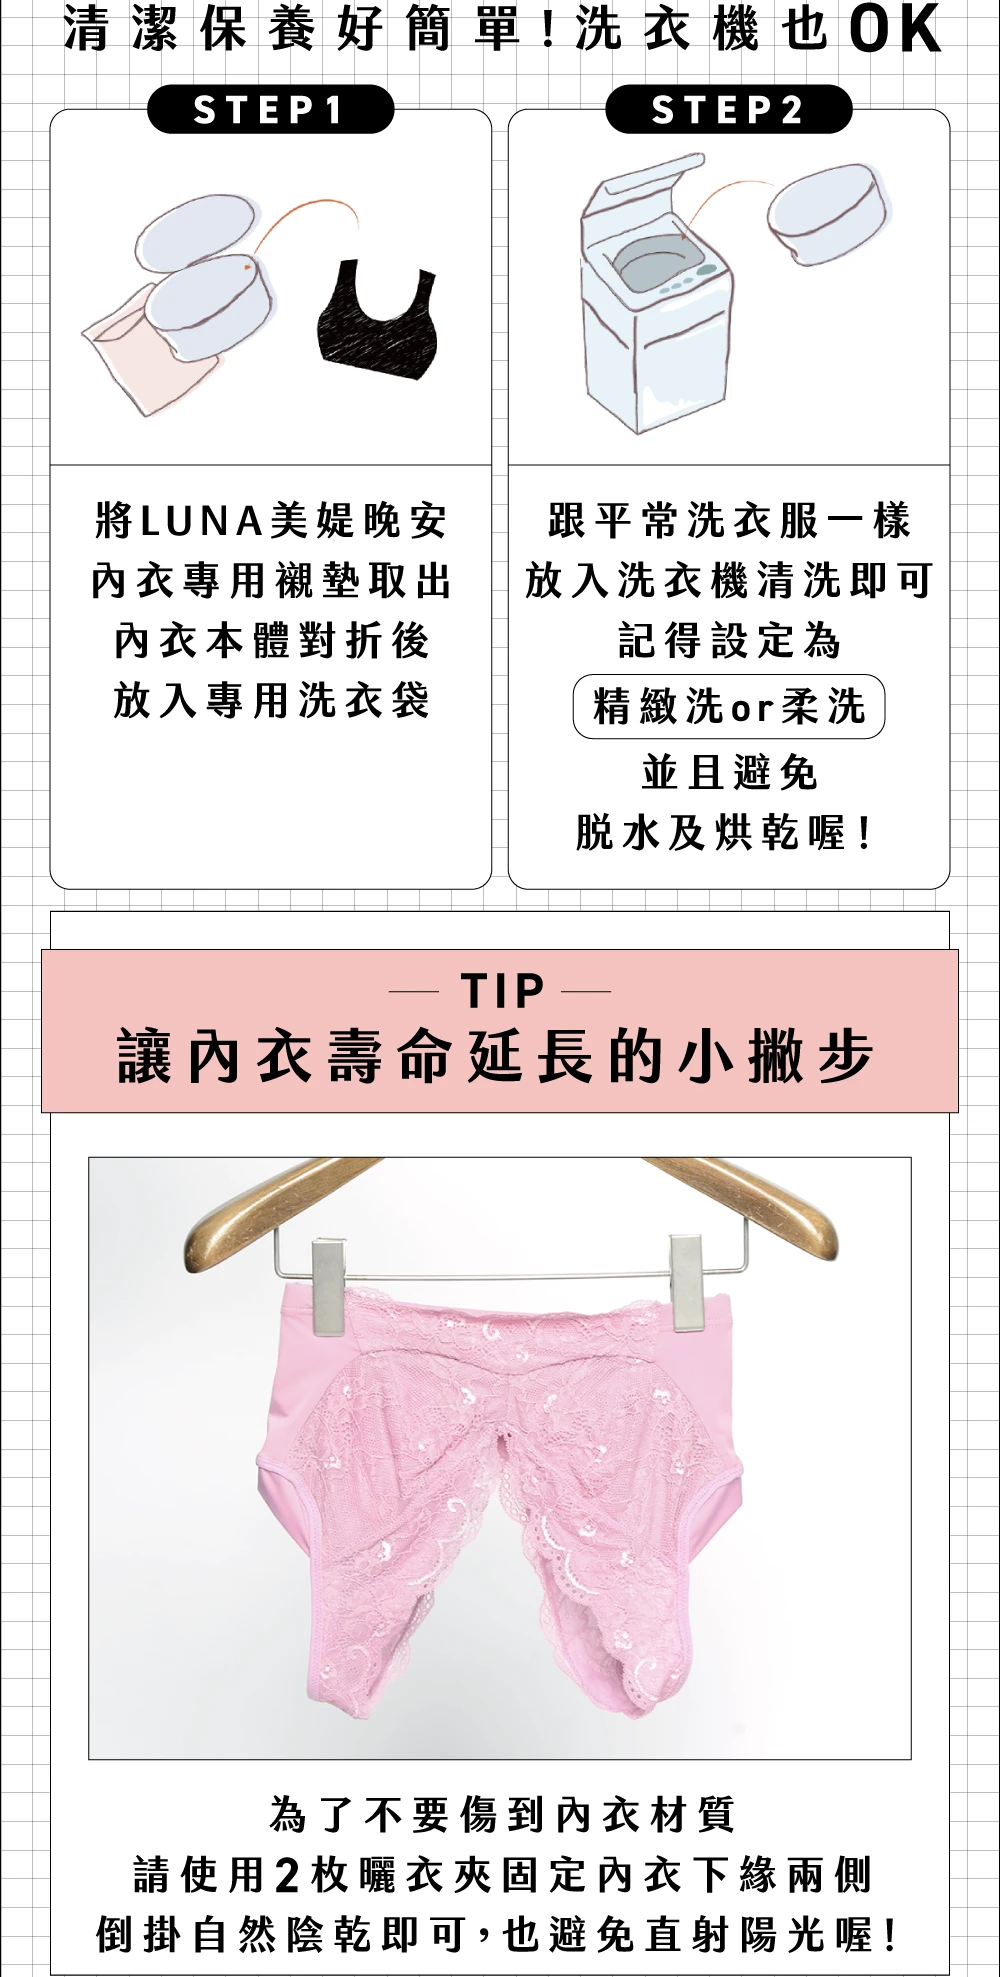 清潔保養好簡單!洗衣機也OK
STEP1
將LUNA美媞晚安
內衣專用襯墊取出
內衣本體對折後
放入專用洗衣袋
STEP2
跟平常洗衣服一樣
放入洗衣機清洗即可
記得設定為
精緻洗or柔洗
並且避免
脱水及烘乾喔!
TIP
讓內衣壽命延長的小撇步
為了不要傷到內衣材質
請使用2枚曬衣夾固定內衣下緣兩側
倒掛自然陰乾即可,也避免直射陽光喔!